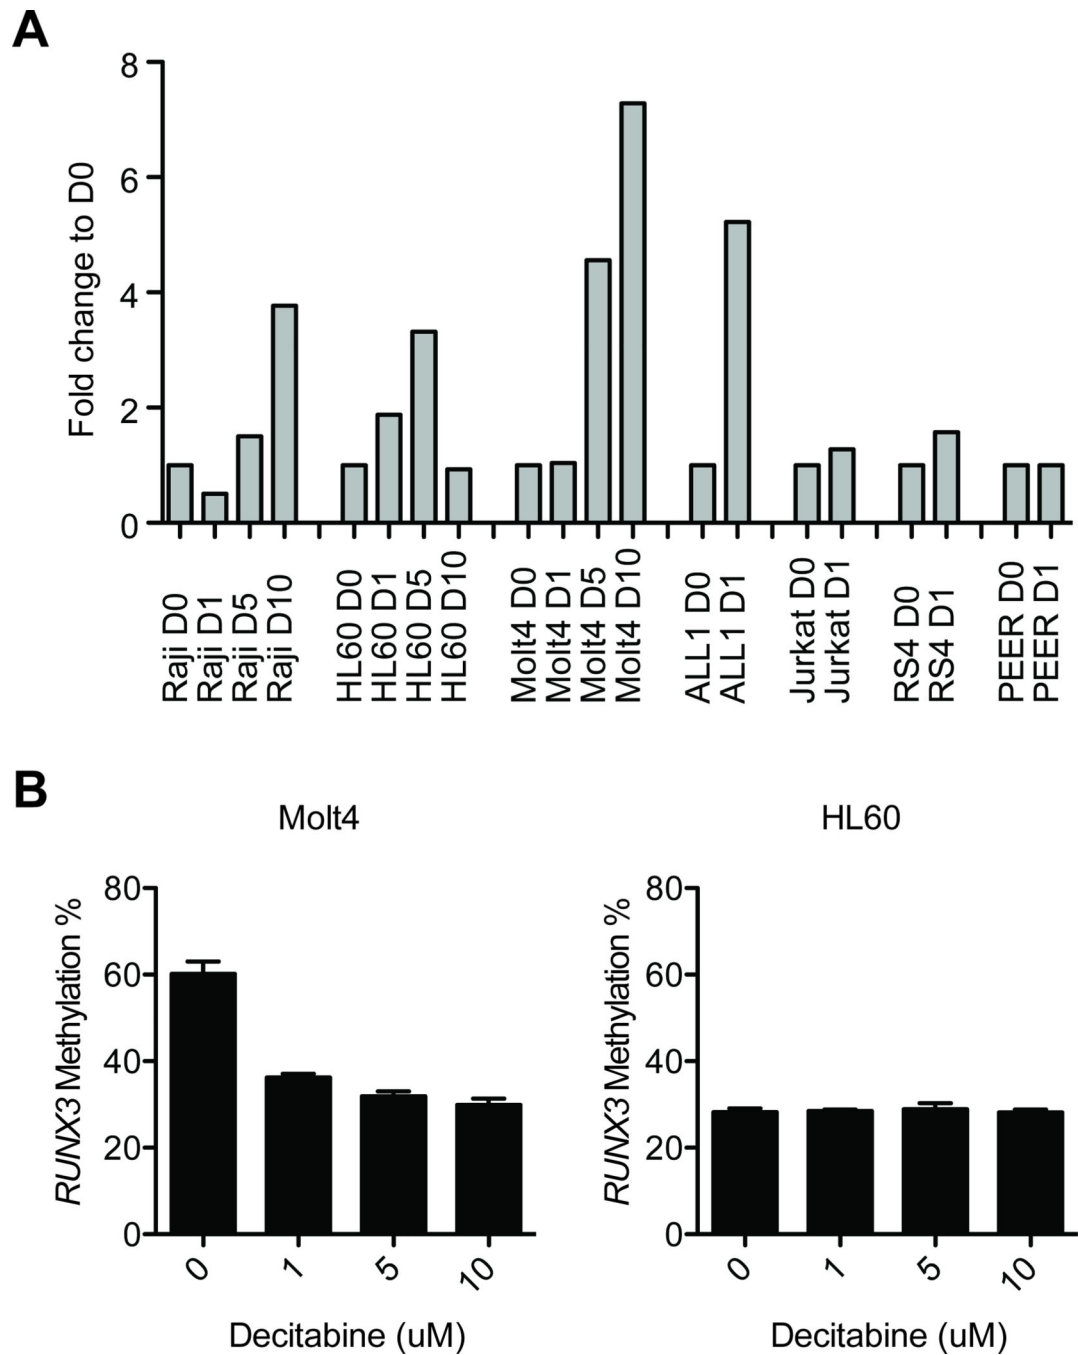 A
Fold change to D0
8
6
4
2
0
Raji D0
Raji D1
Raji D5
Raji D10
HL60 D0
HL60 D1
HL60 D5
HL60 D10
Molt4 D0
Molt4 D1
Molt4 D5
Molt4 D10
ALL1 D0
ALL1 D1
Jurkat D0
Jurkat D1
RS4 D0
RS4 D1
PEER D0
PEER D1
B
Molt4
RUNX3 Methylation %
80
60
40
20
0
0 1 5 10
Decitabine (uM)
HL60
RUNX3 Methylation %
80
60
40
20
0
0 1 5 10
Decitabine (uM)